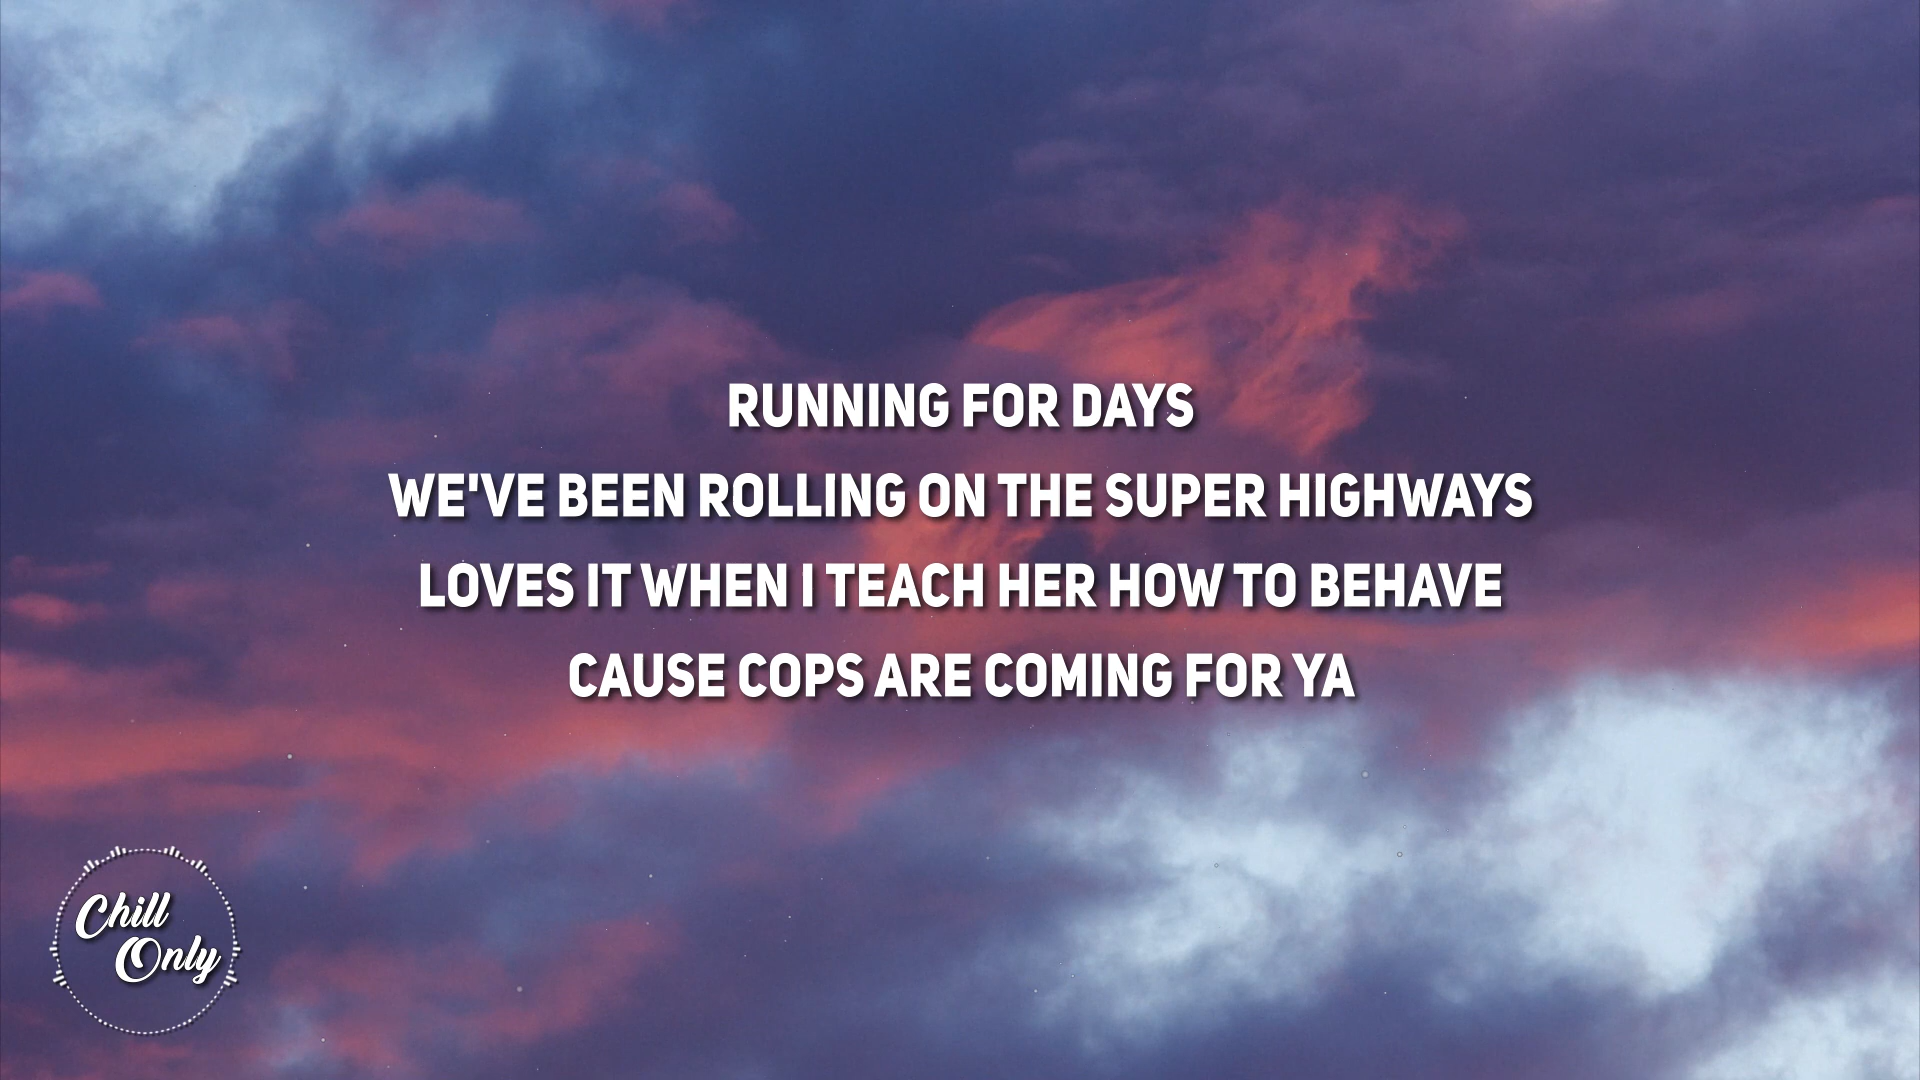 RUNNING FOR DAYS
WE'VE BEEN ROLLING ON THE SUPER HIGHWAYS
LOVES IT WHEN I TEACH HER HOW TO BEHAVE
CAUSE COPS ARE COMING FOR YA
Chill
Only